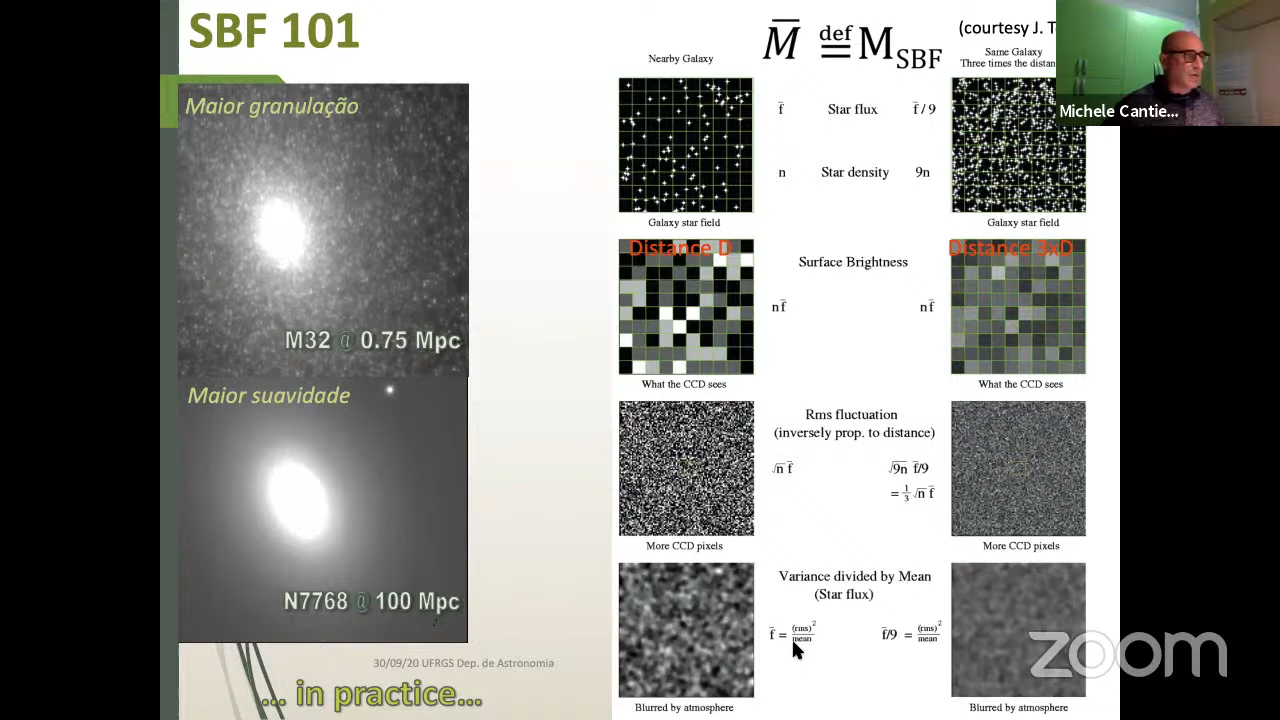 SBF 101
Maior granulação
M32 @ 0.75 Mpc
Maior suavidade
N7768 @ 100 Mpc
30/09/20 UFRGS Dep. de Astronomia
... in practice...
M̅ ≝ M_SBF
(courtesy J. T
Nearby Galaxy
Same Galaxy
Three times the distan
f̅ Star flux f̅ / 9
n Star density 9n
Galaxy star field
Galaxy star field
Distance D
Distance 3xD
Surface Brightness
n f̅
n f̅
What the CCD sees
What the CCD sees
Rms fluctuation
(inversely prop. to distance)
√n f̅
√9n f̅/9
= 1/3 √n f̅
More CCD pixels
More CCD pixels
Variance divided by Mean
(Star flux)
f̅ = (rms)²/mean
f̅/9 = (rms)²/mean
Blurred by atmosphere
Blurred by atmosphere
Michele Cantie...
zoom